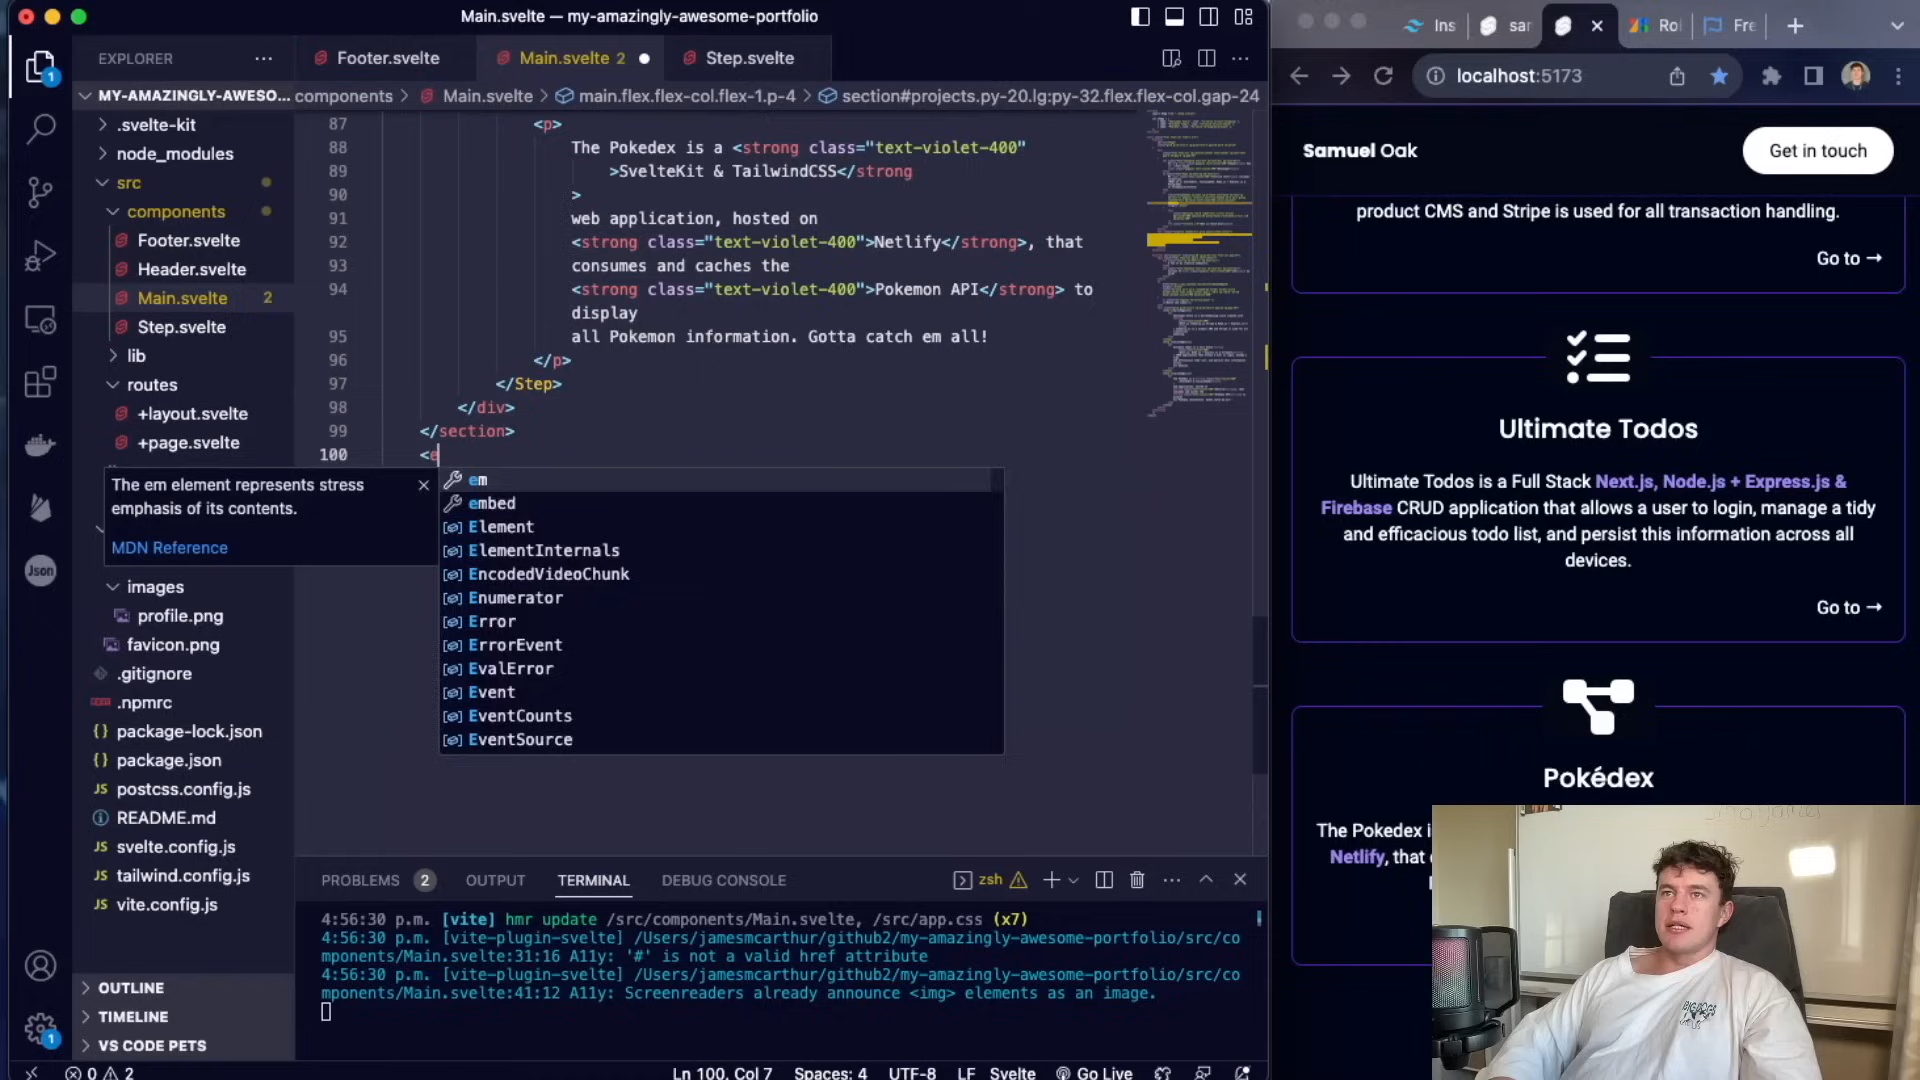 Main.svelte — my-amazingly-awesome-portfolio
EXPLORER
Footer.svelte
Main.svelte 2
Step.svelte
MY-AMAZINGLY-AWESO...
components > Main.svelte > main.flex.flex-col.flex-1.p-4 > section#projects.py-20.lg:py-32.flex.flex-col.gap-24
.svelte-kit
node_modules
src
components
Footer.svelte
Header.svelte
Main.svelte 2
Step.svelte
lib
routes
+layout.svelte
+page.svelte
images
profile.png
favicon.png
.gitignore
.npmrc
package-lock.json
package.json
postcss.config.js
README.md
svelte.config.js
tailwind.config.js
vite.config.js
OUTLINE
TIMELINE
VS CODE PETS
1
Json
1
87 <p>
88 The Pokedex is a <strong class="text-violet-400"
89 >SvelteKit & TailwindCSS</strong
90 >
91 web application, hosted on
92 <strong class="text-violet-400">Netlify</strong>, that
93 consumes and caches the
94 <strong class="text-violet-400">Pokemon API</strong> to
display
95 all Pokemon information. Gotta catch em all!
96 </p>
97 </Step>
98 </div>
99 </section>
100 <e
The em element represents stress
emphasis of its contents.
MDN Reference
em
embed
Element
ElementInternals
EncodedVideoChunk
Enumerator
Error
ErrorEvent
EvalError
Event
EventCounts
EventSource
PROBLEMS 2 OUTPUT TERMINAL DEBUG CONSOLE
zsh
4:56:30 p.m. [vite] hmr update /src/components/Main.svelte, /src/app.css (x7)
4:56:30 p.m. [vite-plugin-svelte] /Users/jamesmcarthur/github2/my-amazingly-awesome-portfolio/src/co
mponents/Main.svelte:31:16 A11y: '#' is not a valid href attribute
4:56:30 p.m. [vite-plugin-svelte] /Users/jamesmcarthur/github2/my-amazingly-awesome-portfolio/src/co
mponents/Main.svelte:41:12 A11y: Screenreaders already announce <img> elements as an image.
0 2
Ln 100, Col 7 Spaces: 4 UTF-8 LF Svelte Go Live
Ins
sar
Rol
Fre
localhost:5173
Samuel Oak
Get in touch
product CMS and Stripe is used for all transaction handling.
Go to →
Ultimate Todos
Ultimate Todos is a Full Stack Next.js, Node.js + Express.js &
Firebase CRUD application that allows a user to login, manage a tidy
and efficacious todo list, and persist this information across all
devices.
Go to →
Pokédex
The Pokedex i
Netlify, that